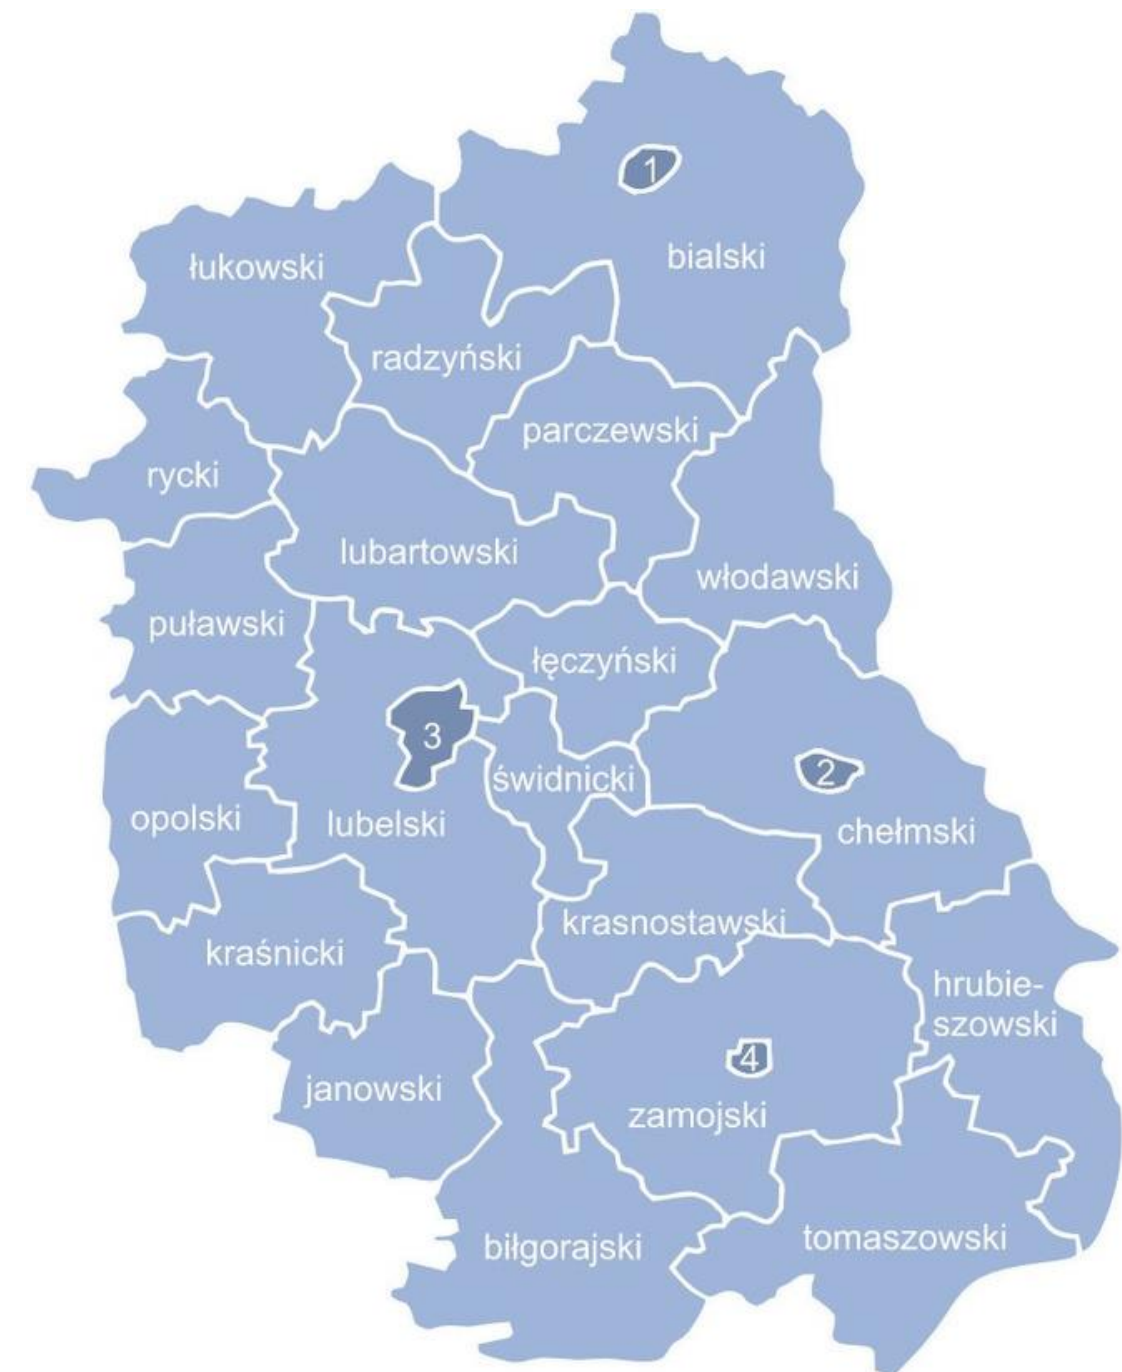 1
bialski
łukowski
radzyński
parczewski
rycki
lubartowski
włodawski
puławski
łęczyński
3
2
świdnicki
opolski
lubelski
chełmski
krasnostawski
kraśnicki
hrubie-
szowski
4
janowski
zamojski
biłgorajski
tomaszowski